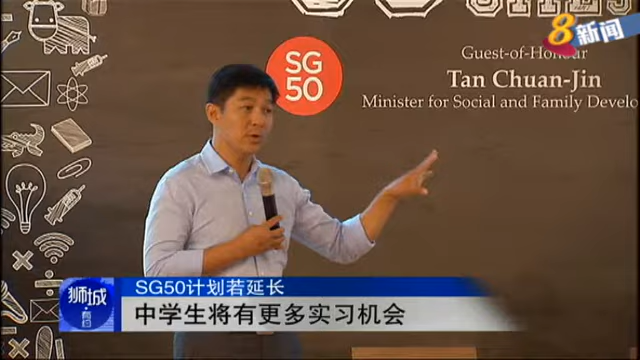 8新闻
SG
50
Guest-of-Honour
Tan Chuan-Jin
Minister for Social and Family Develo
狮城
SG50计划若延长
中学生将有更多实习机会